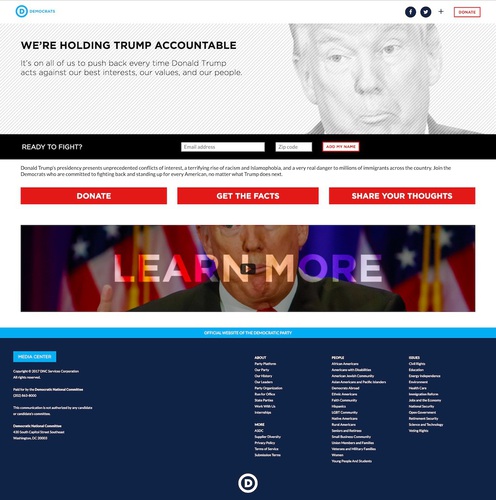 D DEMOCRATS
DONATE
WE'RE HOLDING TRUMP ACCOUNTABLE
It's on all of us to push back every time Donald Trump
acts against our best interests, our values, and our people.
READY TO FIGHT?
Email address
Zip code
ADD MY NAME
Donald Trump's presidency presents unprecedented conflicts of interest, a terrifying rise of racism and Islamophobia, and a very real danger to millions of immigrants across the country. Join the
Democrats who are committed to fighting back and standing up for every American, no matter what Trump does next.
DONATE
GET THE FACTS
SHARE YOUR THOUGHTS
LEARN MORE
OFFICIAL WEBSITE OF THE DEMOCRATIC PARTY
MEDIA CENTER
Copyright © 2017 DNC Services Corporation
All rights reserved.
Paid for by the Democratic National Committee
(202) 863-8000
This communication is not authorized by any candidate
or candidate's committee.
Democratic National Committee
430 South Capitol Street Southeast
Washington, DC 20003
ABOUT
Party Platform
Our Party
Our History
Our Leaders
Party Organization
Run for Office
State Parties
Work With Us
Internships
MORE
ASDC
Supplier Diversity
Privacy Policy
Terms of Service
Submission Terms
PEOPLE
African Americans
Americans with Disabilities
American Jewish Community
Asian Americans and Pacific Islanders
Democrats Abroad
Ethnic Americans
Faith Community
Hispanics
LGBT Community
Native Americans
Rural Americans
Seniors and Retirees
Small Business Community
Union Members and Families
Veterans and Military Families
Women
Young People And Students
ISSUES
Civil Rights
Education
Energy Independence
Environment
Health Care
Immigration Reform
Jobs and the Economy
National Security
Open Government
Retirement Security
Science and Technology
Voting Rights
D